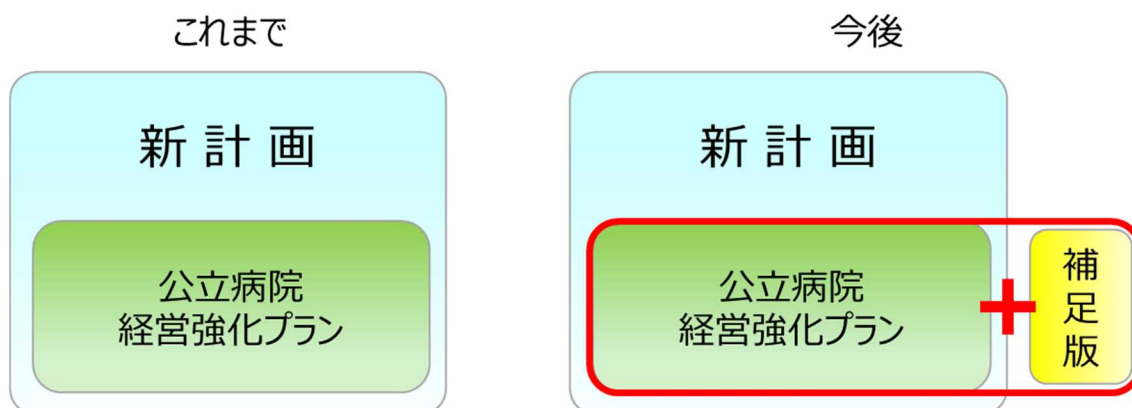 これまで
新計画
公立病院
経営強化プラン
今後
新計画
公立病院
経営強化プラン
+
補足版